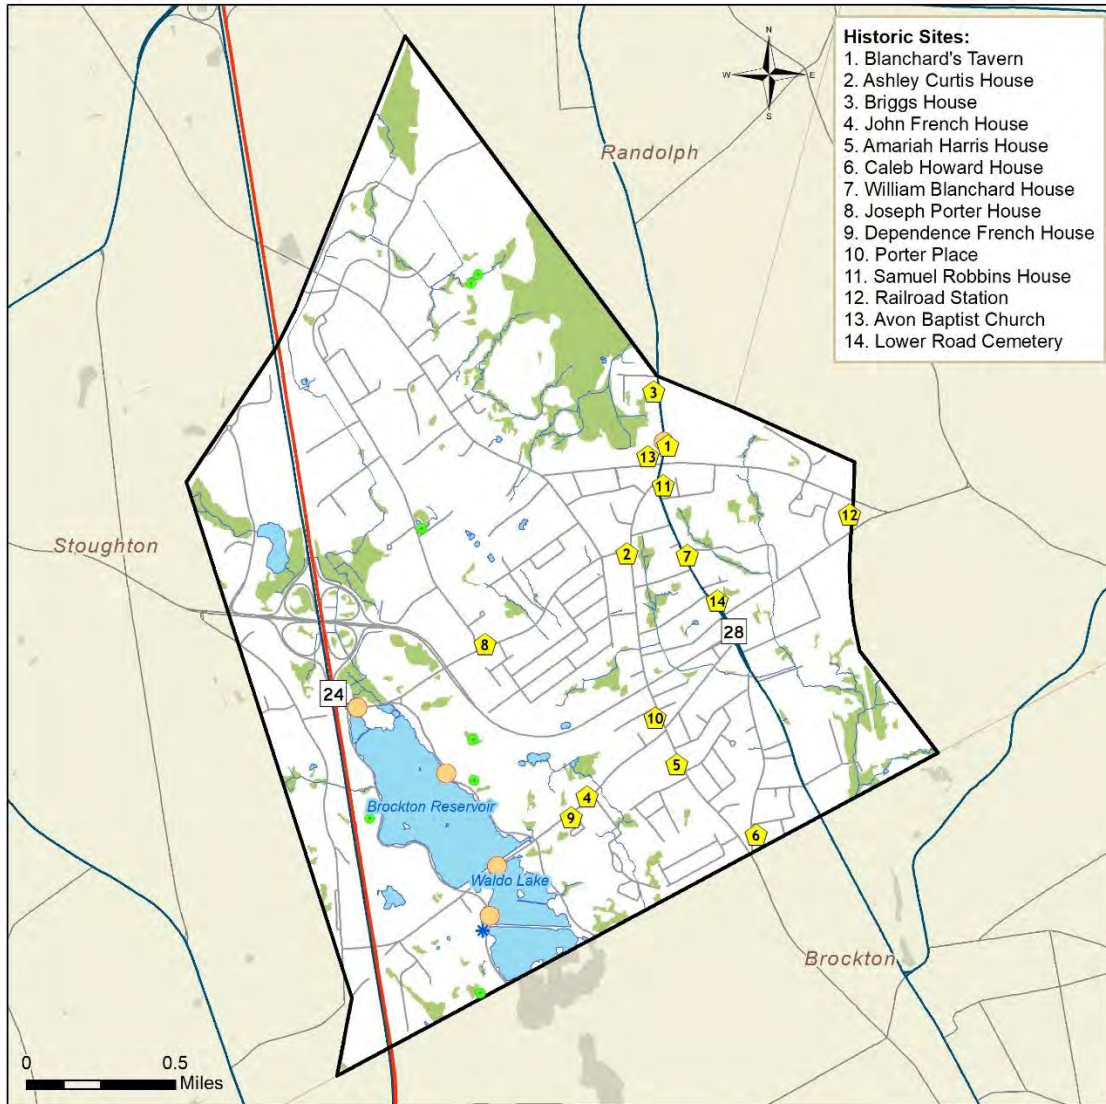 Historic Sites:
1. Blanchard's Tavern
2. Ashley Curtis House
3. Briggs House
4. John French House
5. Amariah Harris House
6. Caleb Howard House
7. William Blanchard House
8. Joseph Porter House
9. Dependence French House
10. Porter Place
11. Samuel Robbins House
12. Railroad Station
13. Avon Baptist Church
14. Lower Road Cemetery
N
W E
S
Randolph
3
1
13
11
12
Stoughton
2
7
14
28
8
24
10
5
4
Brockton Reservoir
9
6
Waldo Lake
Brockton
0 0.5
Miles